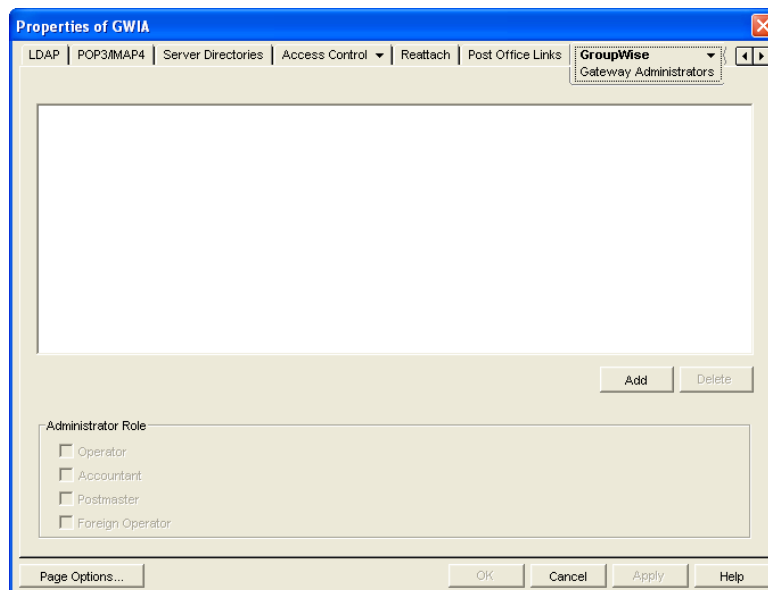 Properties of GWIA
LDAP POP3/IMAP4 Server Directories Access Control Reattach Post Office Links GroupWise
Gateway Administrators
Add Delete
Administrator Role
Operator
Accountant
Postmaster
Foreign Operator
Page Options... OK Cancel Apply Help